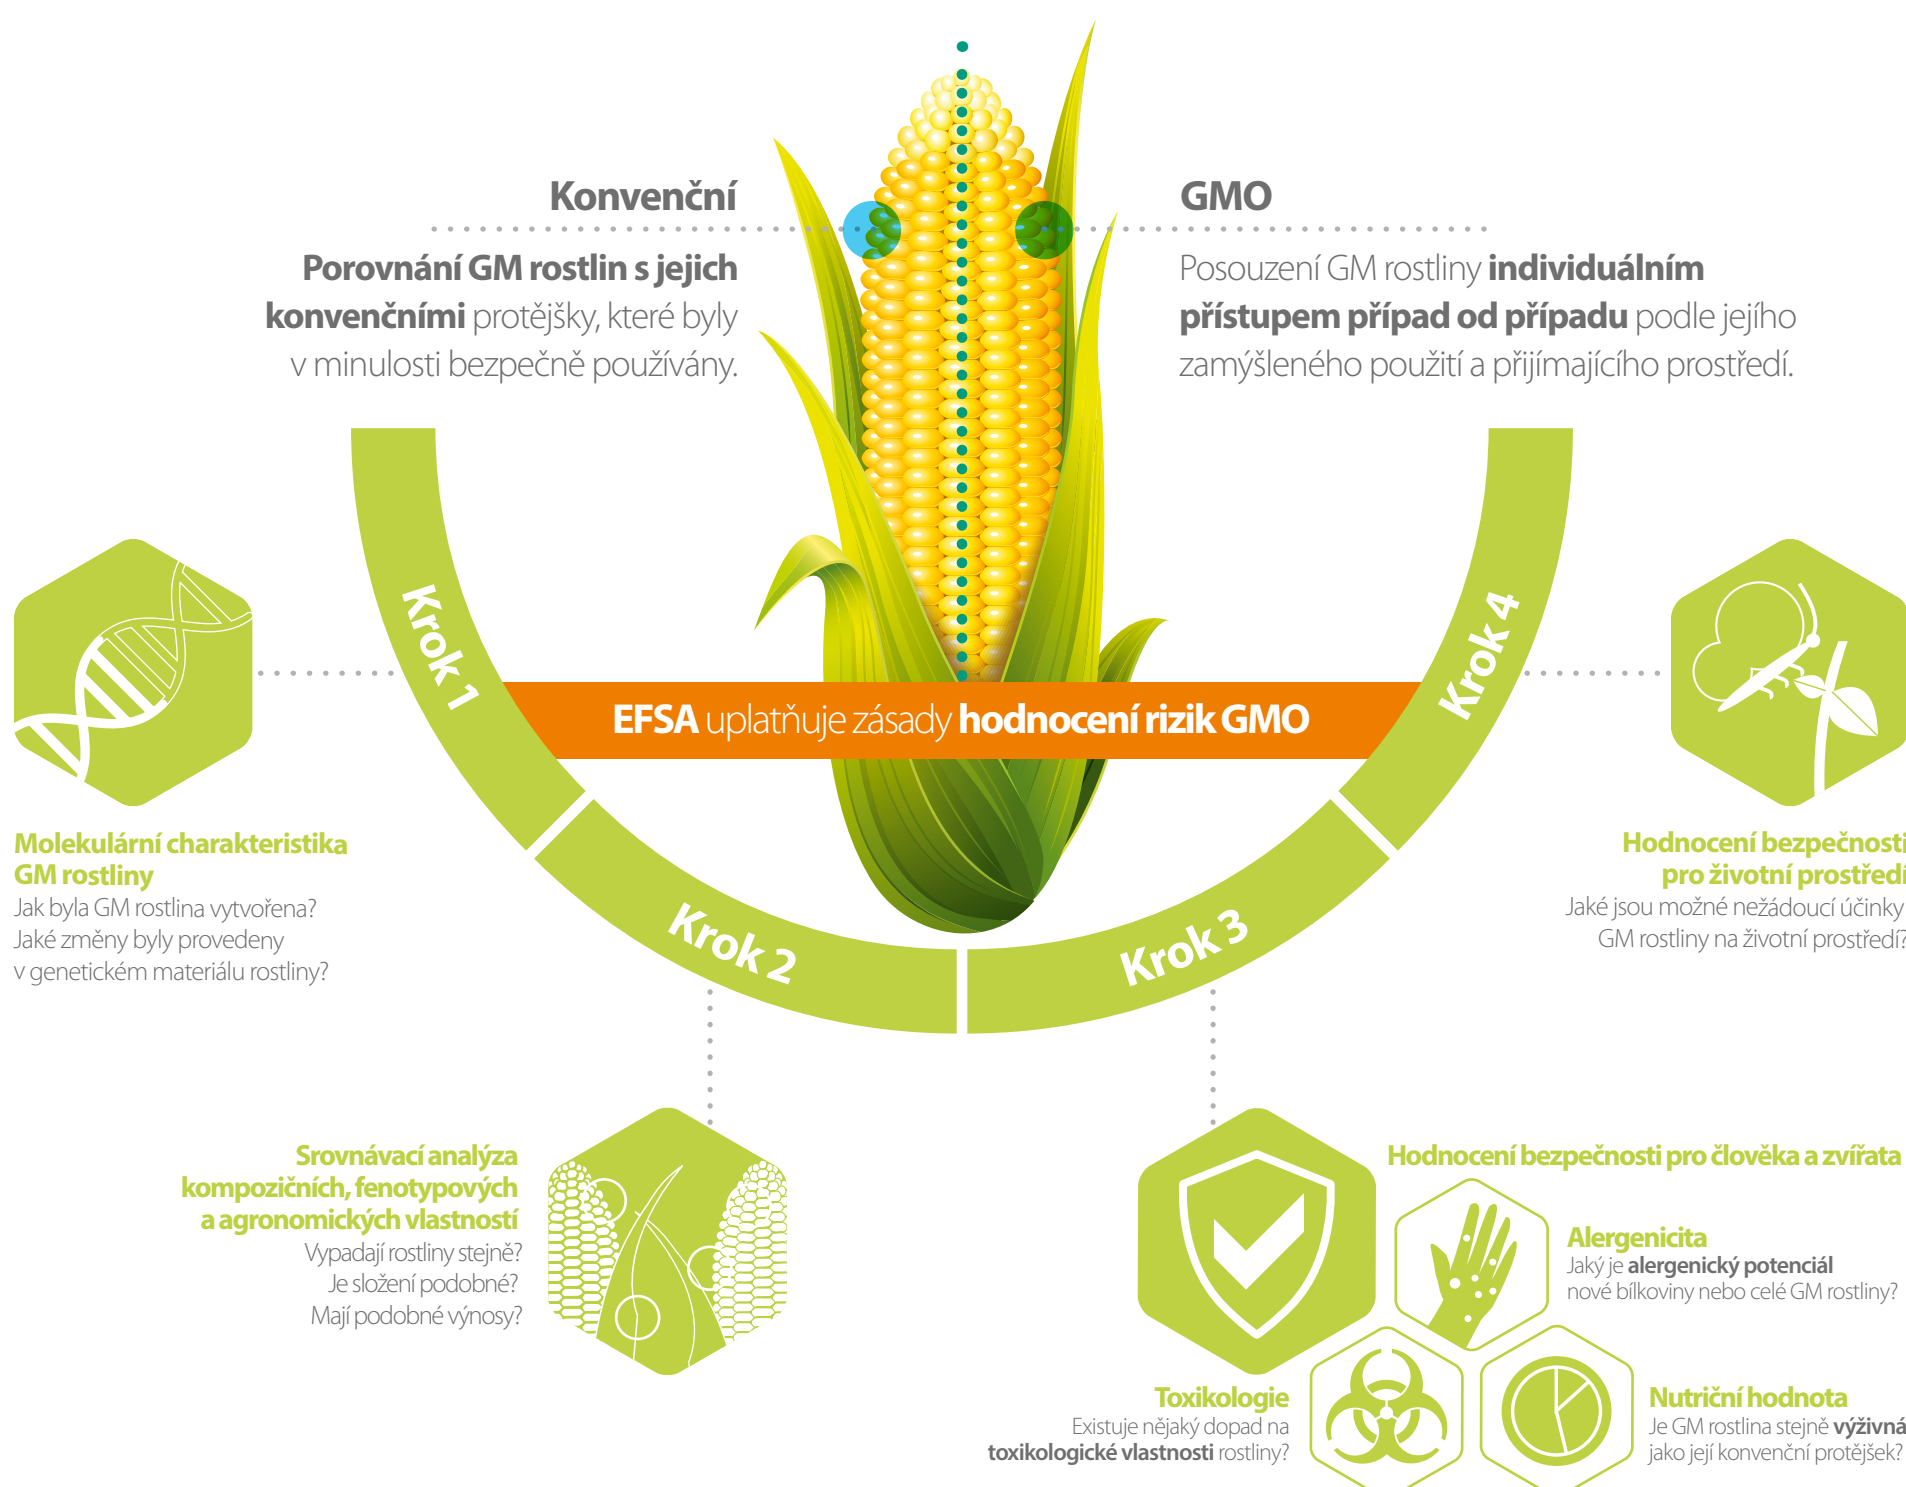 Konvenční
Porovnání GM rostlin s jejich
konvenčními protějšky, které byly
v minulosti bezpečně používány.
GMO
Posouzení GM rostliny individuálním
přístupem případ od případu podle jejího
zamýšleného použití a přijímajícího prostředí.
EFSA uplatňuje zásady hodnocení rizik GMO
Krok 1
Molekulární charakteristika
GM rostliny
Jak byla GM rostlina vytvořena?
Jaké změny byly provedeny
v genetickém materiálu rostliny?
Krok 2
Srovnávací analýza
kompozičních, fenotypových
a agronomických vlastností
Vypadají rostliny stejně?
Je složení podobné?
Mají podobné výnosy?
Krok 3
Hodnocení bezpečnosti pro člověka a zvířata
Alergenicita
Jaký je alergenický potenciál
nové bílkoviny nebo celé GM rostliny?
Toxikologie
Existuje nějaký dopad na
toxikologické vlastnosti rostliny?
Nutriční hodnota
Je GM rostlina stejně výživná
jako její konvenční protějšek?
Krok 4
Hodnocení bezpečnosti
pro životní prostředí
Jaké jsou možné nežádoucí účinky
GM rostliny na životní prostředí?